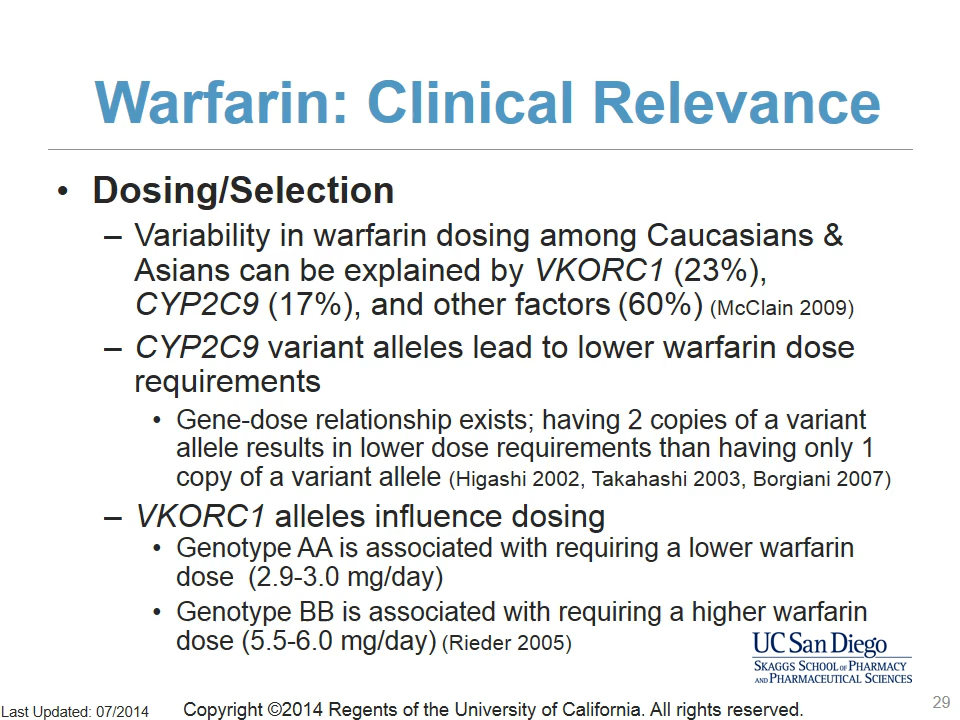 Warfarin: Clinical Relevance
• Dosing/Selection
– Variability in warfarin dosing among Caucasians &
Asians can be explained by VKORC1 (23%),
CYP2C9 (17%), and other factors (60%) (McClain 2009)
– CYP2C9 variant alleles lead to lower warfarin dose
requirements
• Gene-dose relationship exists; having 2 copies of a variant
allele results in lower dose requirements than having only 1
copy of a variant allele (Higashi 2002, Takahashi 2003, Borgiani 2007)
– VKORC1 alleles influence dosing
• Genotype AA is associated with requiring a lower warfarin
dose (2.9-3.0 mg/day)
• Genotype BB is associated with requiring a higher warfarin
dose (5.5-6.0 mg/day) (Rieder 2005)
UC San Diego
SKAGGS SCHOOL OF PHARMACY
AND PHARMACEUTICAL SCIENCES
29
Last Updated: 07/2014
Copyright ©2014 Regents of the University of California. All rights reserved.